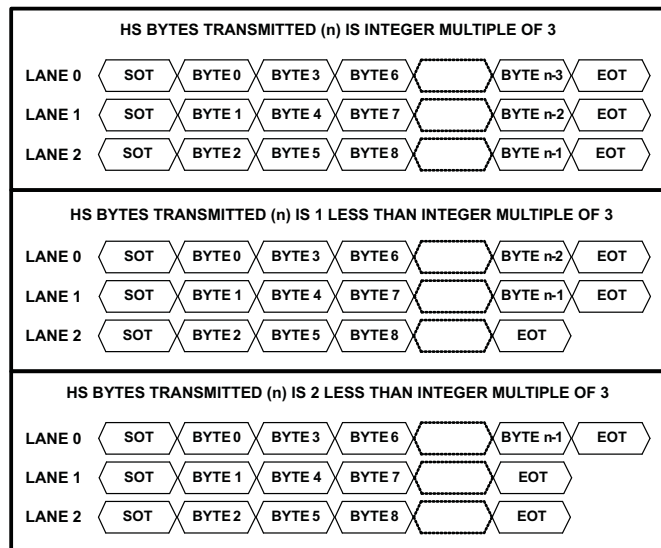 HS BYTES TRANSMITTED (n) IS INTEGER MULTIPLE OF 3
LANE 0 SOT BYTE 0 BYTE 3 BYTE 6 BYTE n-3 EOT
LANE 1 SOT BYTE 1 BYTE 4 BYTE 7 BYTE n-2 EOT
LANE 2 SOT BYTE 2 BYTE 5 BYTE 8 BYTE n-1 EOT
HS BYTES TRANSMITTED (n) IS 1 LESS THAN INTEGER MULTIPLE OF 3
LANE 0 SOT BYTE 0 BYTE 3 BYTE 6 BYTE n-2 EOT
LANE 1 SOT BYTE 1 BYTE 4 BYTE 7 BYTE n-1 EOT
LANE 2 SOT BYTE 2 BYTE 5 BYTE 8 EOT
HS BYTES TRANSMITTED (n) IS 2 LESS THAN INTEGER MULTIPLE OF 3
LANE 0 SOT BYTE 0 BYTE 3 BYTE 6 BYTE n-1 EOT
LANE 1 SOT BYTE 1 BYTE 4 BYTE 7 EOT
LANE 2 SOT BYTE 2 BYTE 5 BYTE 8 EOT